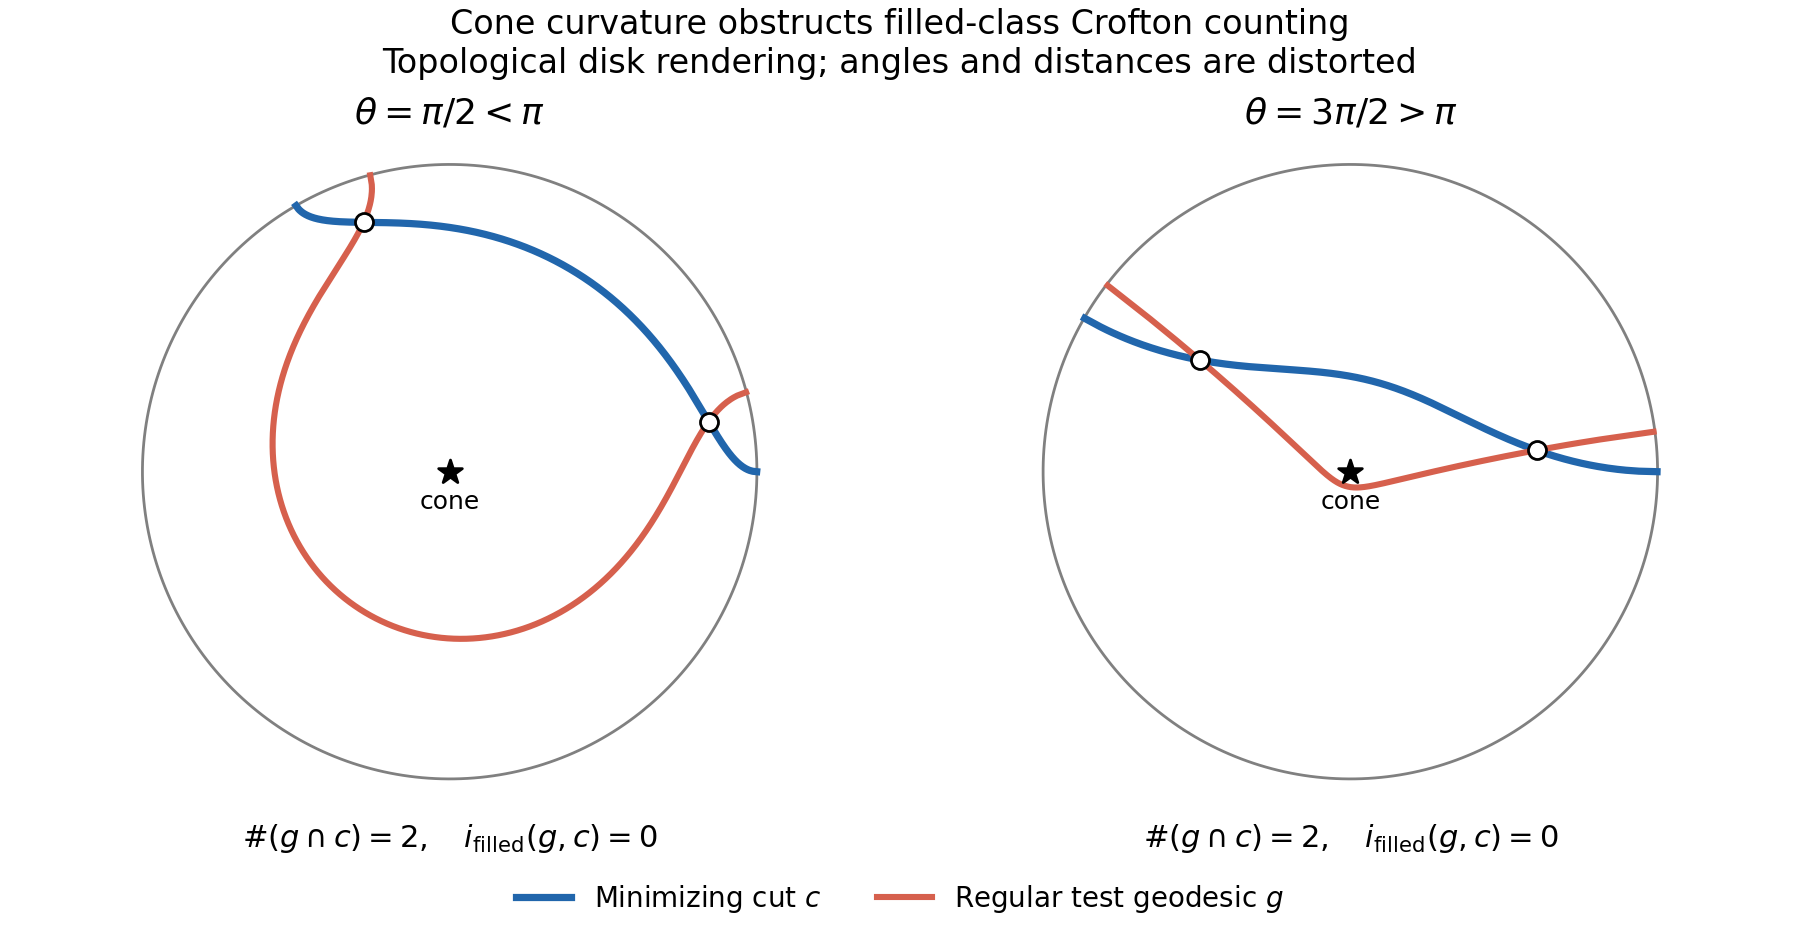 Cone curvature obstructs filled-class Crofton counting
Topological disk rendering; angles and distances are distorted
θ = π/2 < π
θ = 3π/2 > π
cone
cone
#(g ∩ c) = 2, i_filled(g, c) = 0
#(g ∩ c) = 2, i_filled(g, c) = 0
Minimizing cut c
Regular test geodesic g